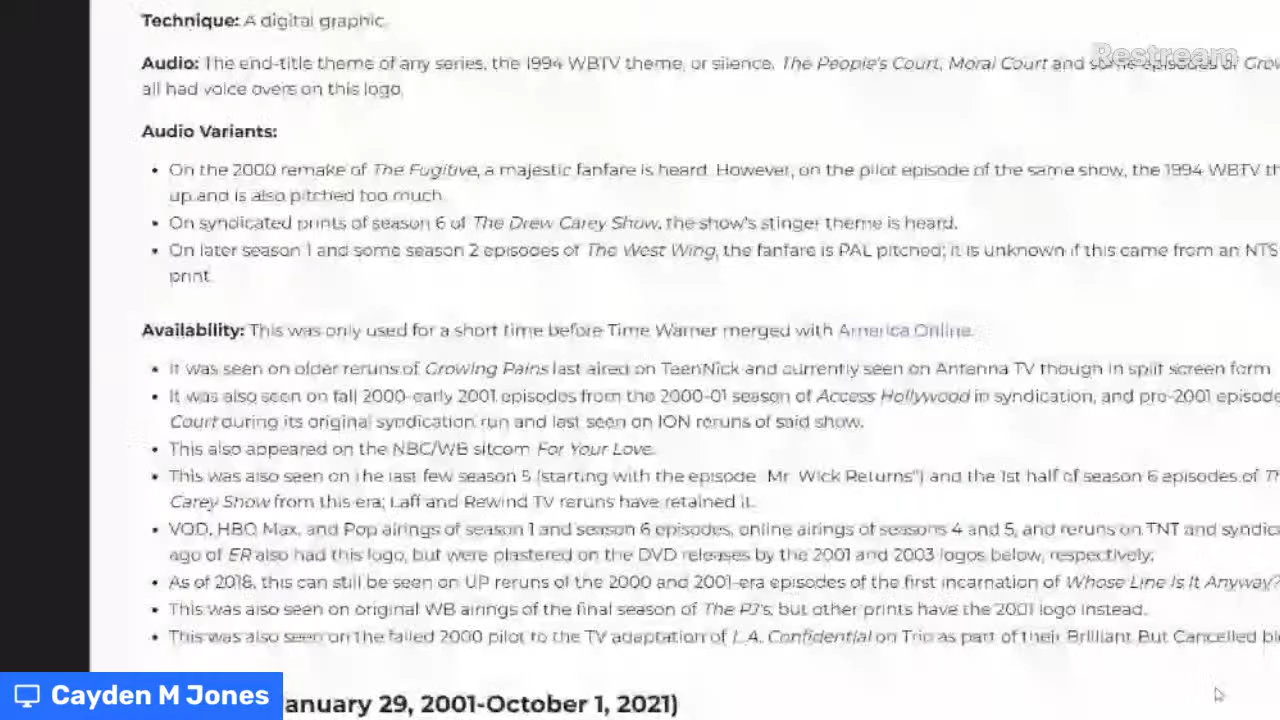 Technique: A digital graphic.
Restream
Audio: The end-title theme of any series, the 1994 WBTV theme, or silence. The People's Court, Moral Court and some episodes of Grow
all had voice overs on this logo.
Audio Variants:
• On the 2000 remake of The Fugitive, a majestic fanfare is heard. However, on the pilot episode of the same show, the 1994 WBTV th
up and is also pitched too much.
• On syndicated prints of season 6 of The Drew Carey Show, the show's stinger theme is heard.
• On later season 1 and some season 2 episodes of The West Wing, the fanfare is PAL pitched; it is unknown if this came from an NTS
print.
Availability: This was only used for a short time before Time Warner merged with America Online.
• It was seen on older reruns of Growing Pains last aired on TeenNick and currently seen on Antenna TV though in split screen form
• It was also seen on fall 2000-early 2001 episodes from the 2000-01 season of Access Hollywood in syndication, and pre-2001 episode
Court during its original syndication run and last seen on ION reruns of said show.
• This also appeared on the NBC/WB sitcom For Your Love.
• This was also seen on the last few season 5 (starting with the episode "Mr. Wick Returns") and the 1st half of season 6 episodes of Th
Carey Show from this era; Laff and Rewind TV reruns have retained it.
• VOD, HBO Max, and Pop airings of season 1 and season 6 episodes, online airings of seasons 4 and 5, and reruns on TNT and syndic
ago of ER also had this logo, but were plastered on the DVD releases by the 2001 and 2003 logos below, respectively.
• As of 2018, this can still be seen on UP reruns of the 2000 and 2001-era episodes of the first incarnation of Whose Line Is It Anyway?
• This was also seen on original WB airings of the final season of The PJ's, but other prints have the 2001 logo instead.
• This was also seen on the failed 2000 pilot to the TV adaptation of L.A. Confidential on Trio as part of their Brilliant But Cancelled bl
Cayden M Jones
anuary 29, 2001-October 1, 2021)